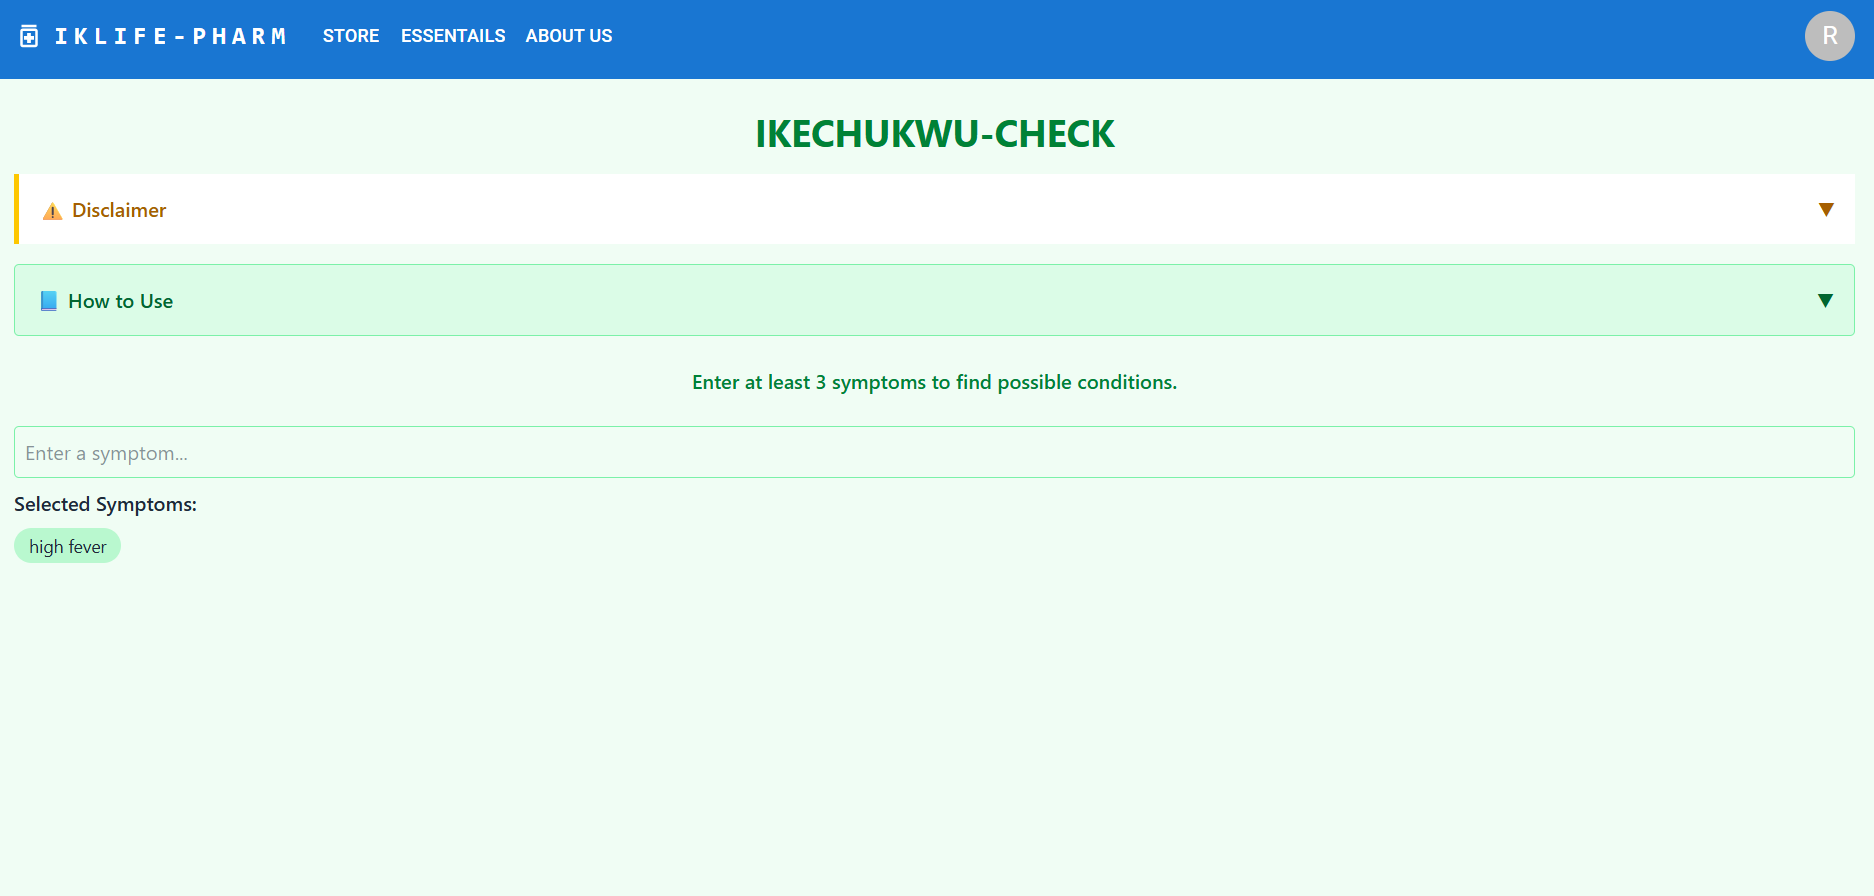 IKLIFE-PHARM STORE ESSENTAILS ABOUT US R
IKECHUKWU-CHECK
Disclaimer
How to Use
Enter at least 3 symptoms to find possible conditions.
Enter a symptom...
Selected Symptoms:
high fever